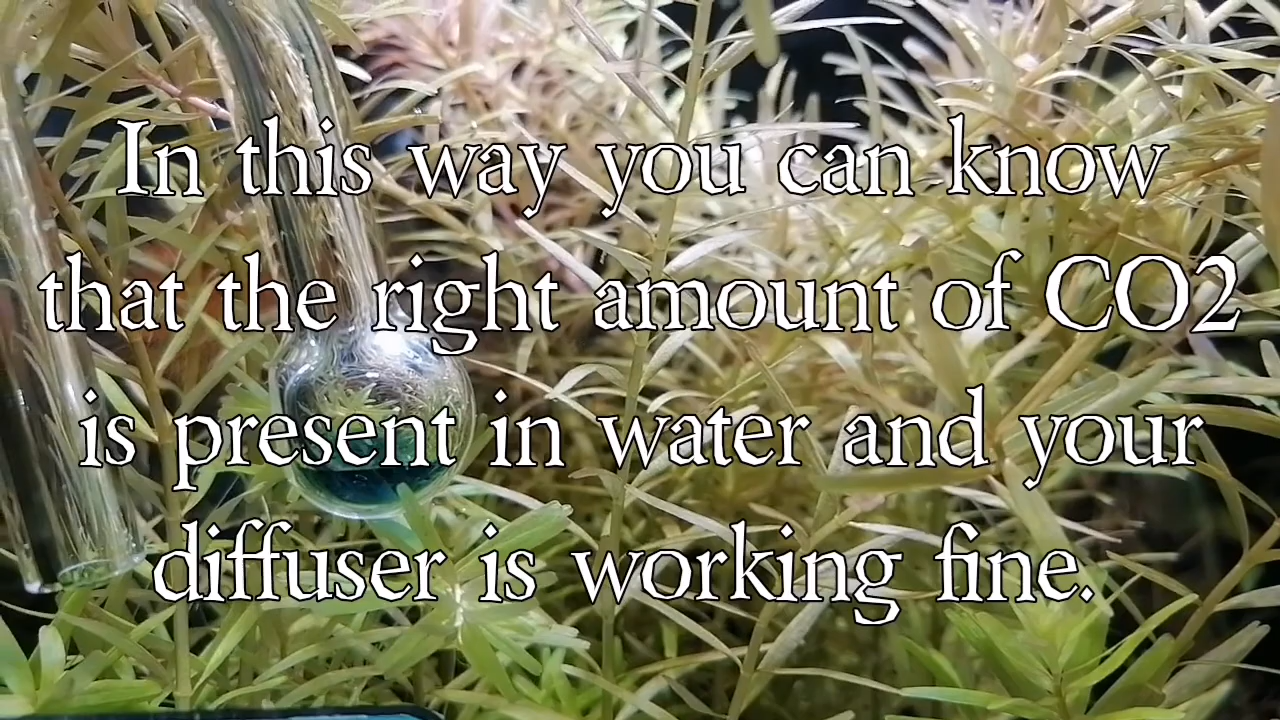 In this way you can know
that the right amount of CO2
is present in water and your
diffuser is working fine.